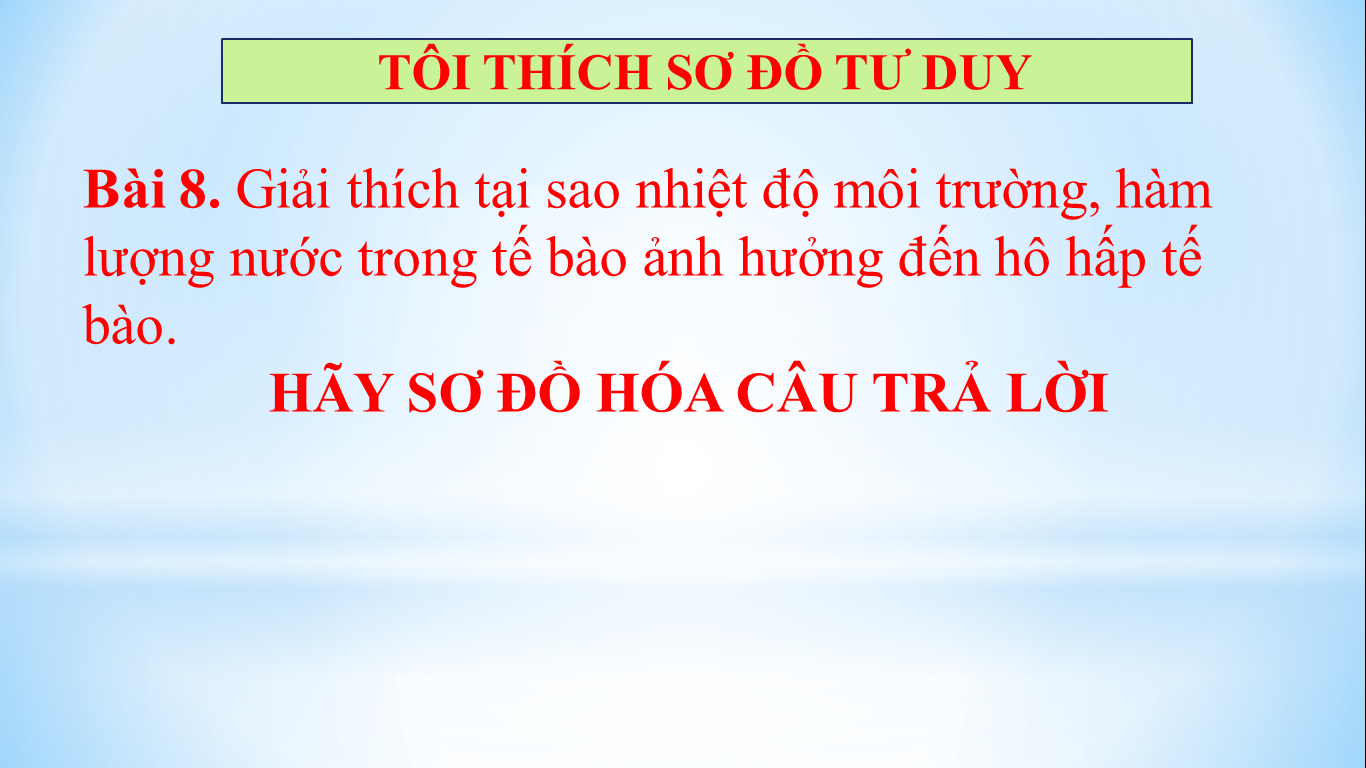 TÔI THÍCH SƠ ĐỒ TƯ DUY
Bài 8. Giải thích tại sao nhiệt độ môi trường, hàm
lượng nước trong tế bào ảnh hưởng đến hô hấp tế
bào.
HÃY SƠ ĐỒ HÓA CÂU TRẢ LỜI